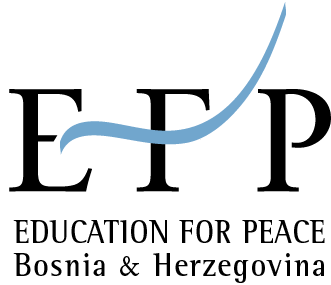 EFP
EDUCATION FOR PEACE
Bosnia & Herzegovina